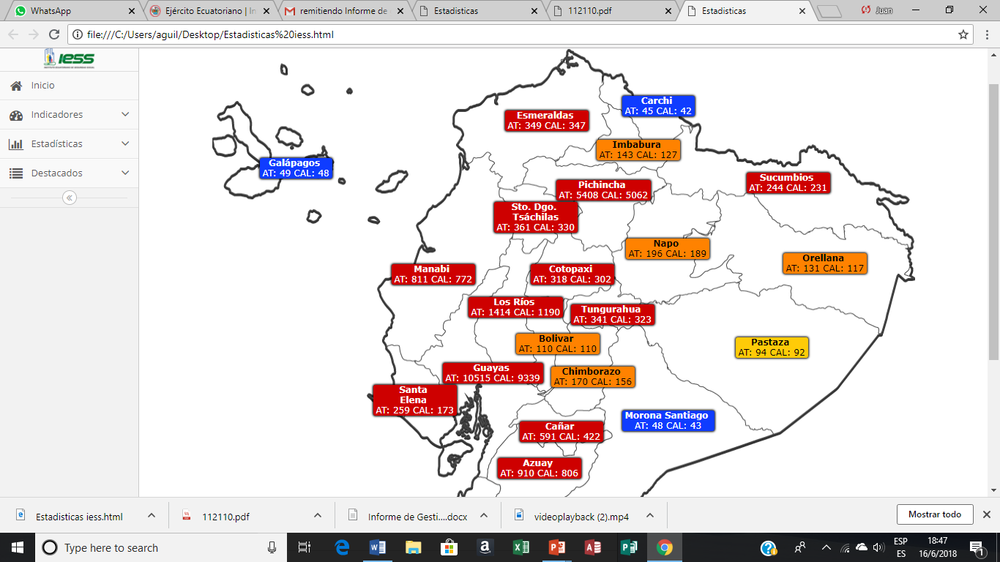 WhatsApp
Ejército Ecuatoriano | In
remitiendo Informe de
Estadisticas
112110.pdf
Estadisticas
Juan
file:///C:/Users/aguil/Desktop/Estadisticas%20iess.html
IESS
Inicio
Indicadores
Estadísticas
Destacados
Carchi
AT: 45 CAL: 42
Esmeraldas
AT: 349 CAL: 347
Imbabura
AT: 143 CAL: 127
Galápagos
AT: 49 CAL: 48
Pichincha
AT: 5408 CAL: 5062
Sucumbios
AT: 244 CAL: 231
Sto. Dgo.
Tsáchilas
AT: 361 CAL: 330
Napo
AT: 196 CAL: 189
Orellana
AT: 131 CAL: 117
Manabi
AT: 811 CAL: 772
Cotopaxi
AT: 318 CAL: 302
Los Ríos
AT: 1414 CAL: 1190
Tungurahua
AT: 341 CAL: 323
Bolivar
AT: 110 CAL: 110
Pastaza
AT: 94 CAL: 92
Guayas
AT: 10515 CAL: 9339
Chimborazo
AT: 170 CAL: 156
Santa
Elena
AT: 259 CAL: 173
Morona Santiago
AT: 48 CAL: 43
Cañar
AT: 591 CAL: 422
Azuay
AT: 910 CAL: 806
Estadisticas iess.html
112110.pdf
Informe de Gesti....docx
videoplayback (2).mp4
Mostrar todo
Type here to search
ESP
ES
18:47
16/6/2018
1